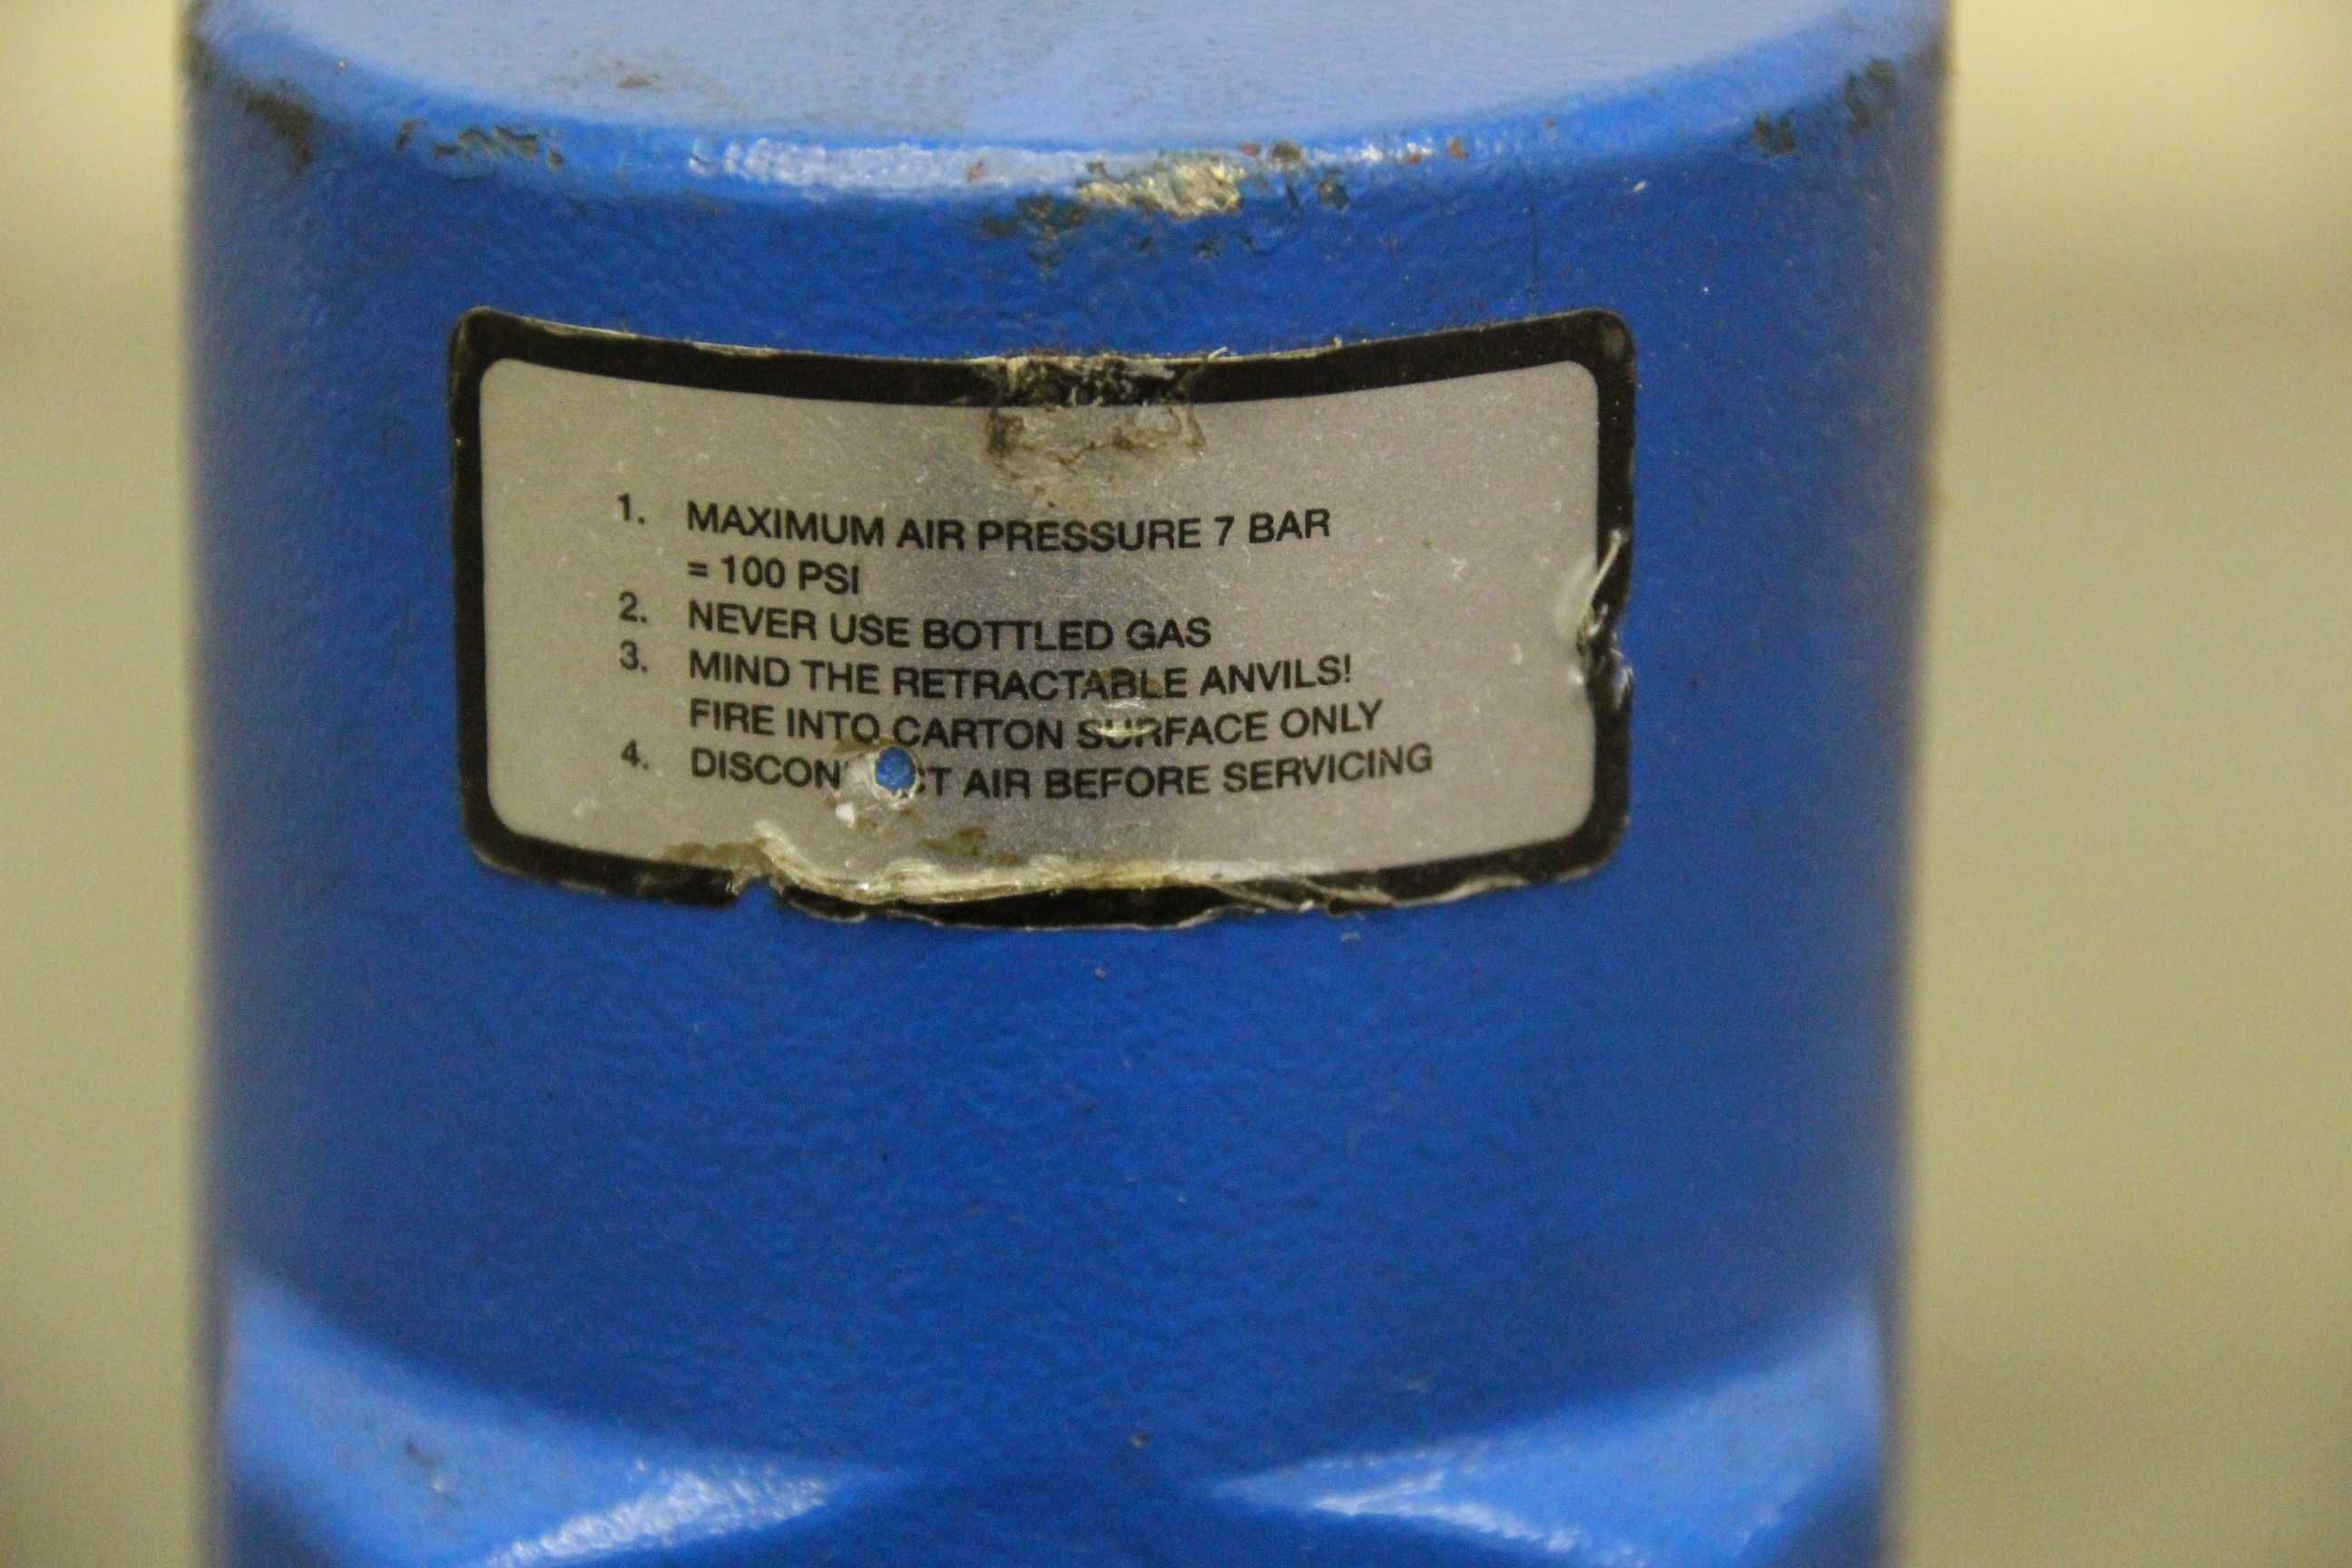 1. MAXIMUM AIR PRESSURE 7 BAR
= 100 PSI
2. NEVER USE BOTTLED GAS
3. MIND THE RETRACTABLE ANVILS!
FIRE INTO CARTON SURFACE ONLY
4. AIR BEFORE SERVICING